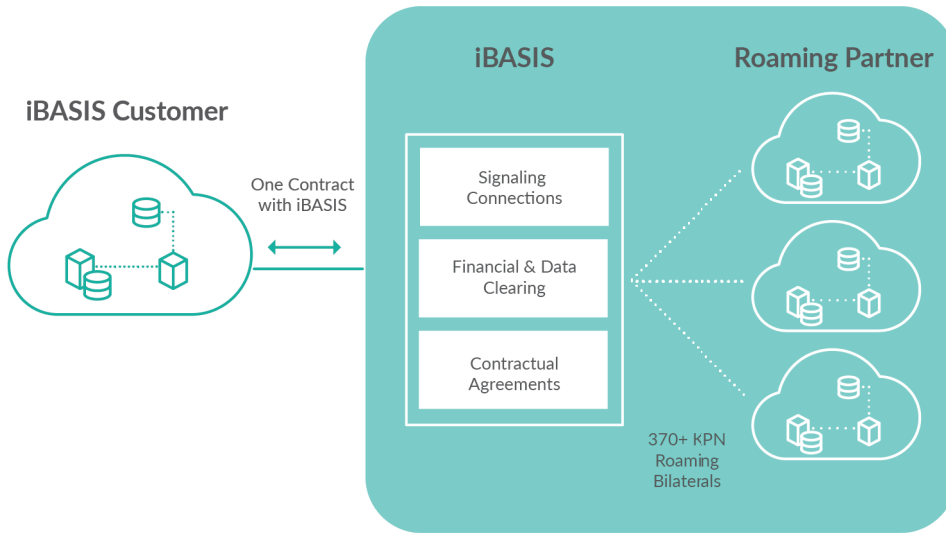 iBASIS Customer
One Contract
with iBASIS
iBASIS
Signaling
Connections
Financial & Data
Clearing
Contractual
Agreements
Roaming Partner
370+ KPN
Roaming
Bilaterals